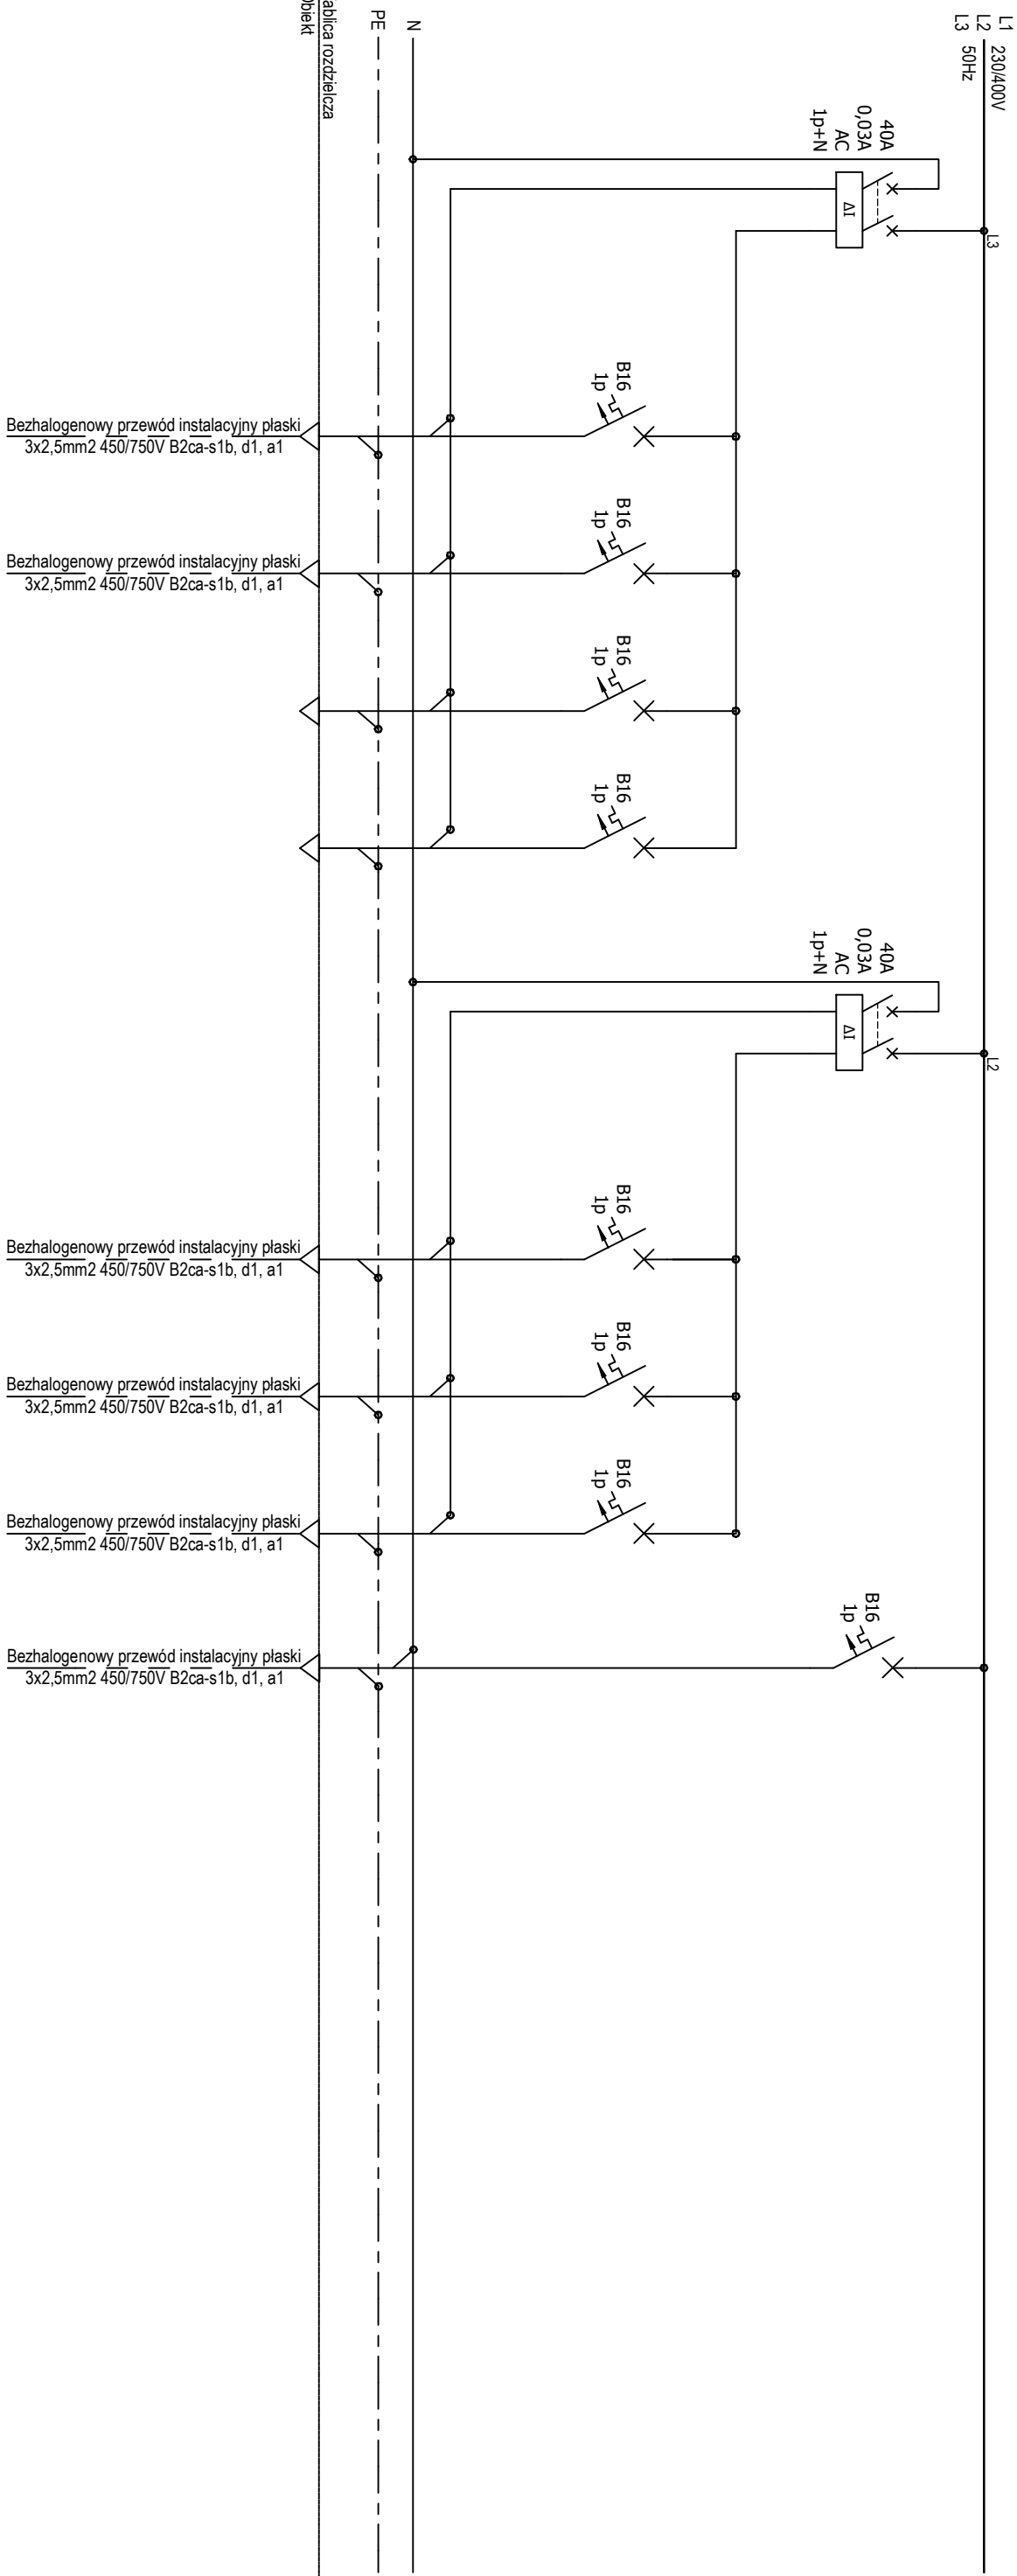 L1
L2
L3
230/400V
50Hz
L3
40A
0,03A
AC
1p+N
ΔI
B16
1p
B16
1p
B16
1p
B16
1p
L2
40A
0,03A
AC
1p+N
ΔI
B16
1p
B16
1p
B16
1p
B16
1p
N
PE
ablica rozdzielcza
Obiekt
Bezhalogenowy przewód instalacyjny płaski
3x2,5mm2 450/750V B2ca-s1b, d1, a1
Bezhalogenowy przewód instalacyjny płaski
3x2,5mm2 450/750V B2ca-s1b, d1, a1
Bezhalogenowy przewód instalacyjny płaski
3x2,5mm2 450/750V B2ca-s1b, d1, a1
Bezhalogenowy przewód instalacyjny płaski
3x2,5mm2 450/750V B2ca-s1b, d1, a1
Bezhalogenowy przewód instalacyjny płaski
3x2,5mm2 450/750V B2ca-s1b, d1, a1
Bezhalogenowy przewód instalacyjny płaski
3x2,5mm2 450/750V B2ca-s1b, d1, a1